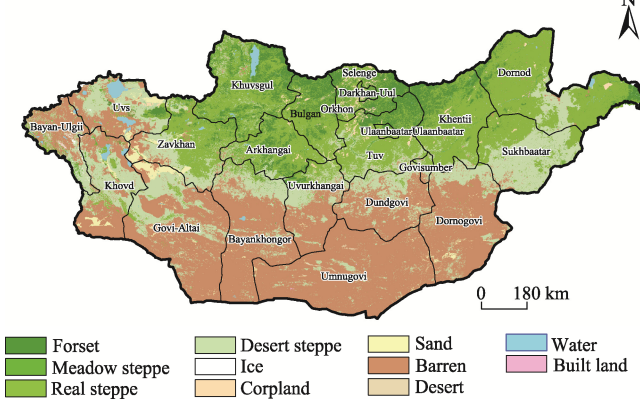 N
Dornod
Khuvsgul
Selenge
Darkhan-Uul
Uvs
Orkhon
Bulgan
Khentii
Bayan-Ulgii
Ulaanbaatar
Ulaanbaatar
Zavkhan
Arkhangai
Tuv
Sukhbaatar
Govisumber
Khovd
Uvurkhangai
Dundgovi
Govi-Altai
Dornogovi
Bayankhongor
Umnugovi
0 180 km
Forset Desert steppe Sand Water
Meadow steppe Ice Barren Built land
Real steppe Corpland Desert